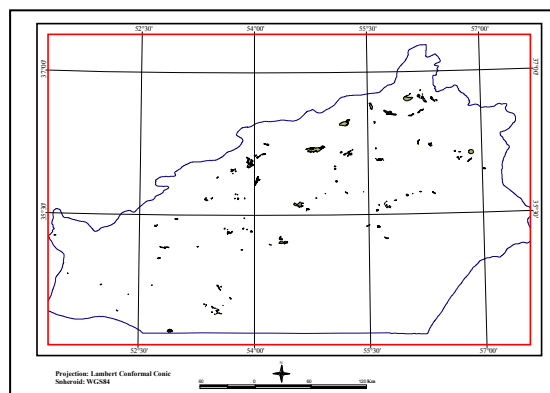 52°30' 54°00' 55°30' 57°00'
37°00' 37°00'
35°30' 35°30'
52°30' 54°00' 55°30' 57°00'
Projection: Lambert Conformal Conic
Spheroid: WGS84
60 0 60 120 Km